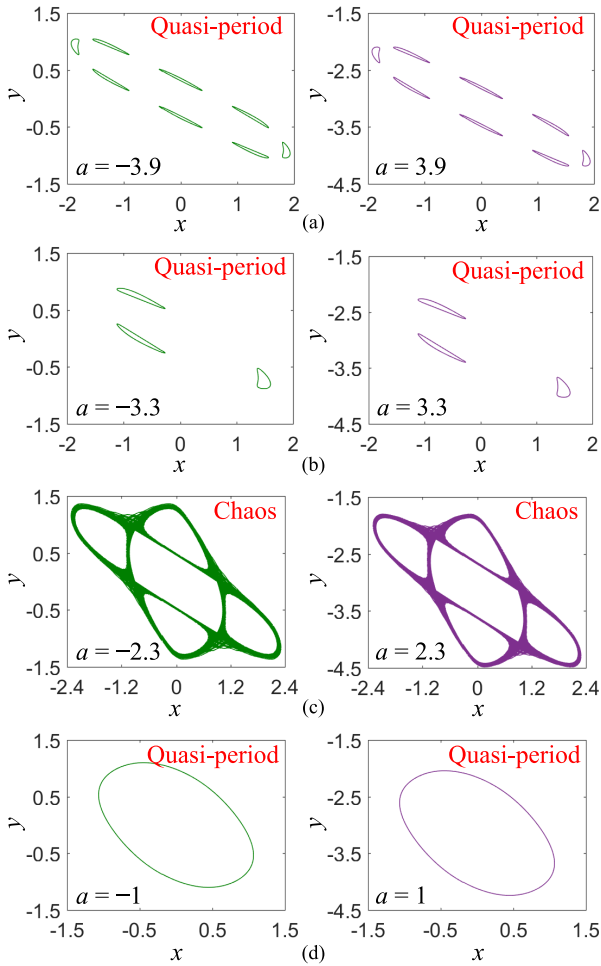 1.5
0.5
-0.5
-1.5
y
Quasi-period
a = −3.9
-2
-1
0
1
2
x
-1.5
-2.5
-3.5
-4.5
y
Quasi-period
a = 3.9
-2
-1
0
1
2
x
(a)
1.5
0.5
-0.5
-1.5
y
Quasi-period
a = −3.3
-2
-1
0
1
2
x
-1.5
-2.5
-3.5
-4.5
y
Quasi-period
a = 3.3
-2
-1
0
1
2
x
(b)
1.5
0.5
-0.5
-1.5
y
Chaos
a = −2.3
-2.4
-1.2
0
1.2
2.4
x
-1.5
-2.5
-3.5
-4.5
y
Chaos
a = 2.3
-2.4
-1.2
0
1.2
2.4
x
(c)
1.5
0.5
-0.5
-1.5
y
Quasi-period
a = −1
-1.5
-0.5
0.5
1.5
x
-1.5
-2.5
-3.5
-4.5
y
Quasi-period
a = 1
-1.5
-0.5
0.5
1.5
x
(d)